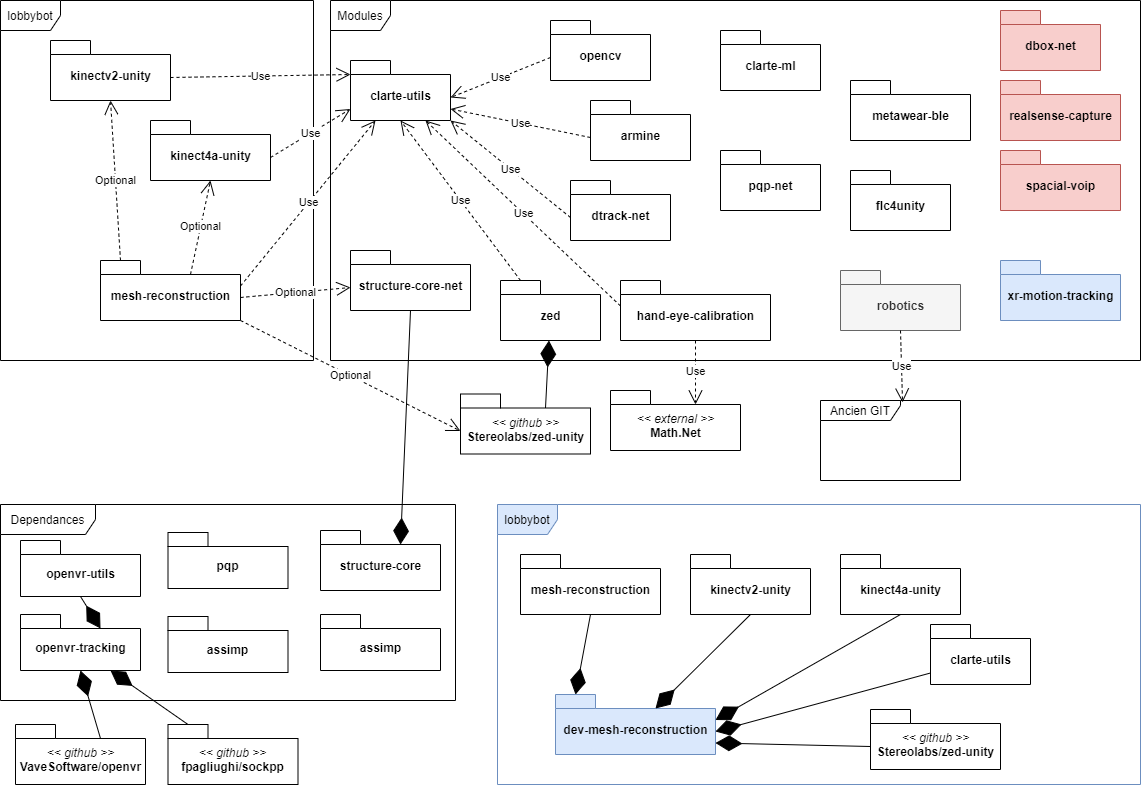 lobbybot
kinectv2-unity
kinect4a-unity
mesh-reconstruction
Optional
Optional
Use
Use
Use
Optional
Optional
Modules
clarte-utils
opencv
Use
armine
Use
dtrack-net
Use
Use
Use
structure-core-net
zed
hand-eye-calibration
clarte-ml
pqp-net
metawear-ble
flc4unity
robotics
dbox-net
realsense-capture
spacial-voip
xr-motion-tracking
Use
Use
<< github >>
Stereolabs/zed-unity
<< external >>
Math.Net
Ancien GIT
Dependances
openvr-utils
pqp
structure-core
openvr-tracking
assimp
assimp
<< github >>
VaveSoftware/openvr
<< github >>
fpagliughi/sockpp
lobbybot
mesh-reconstruction
kinectv2-unity
kinect4a-unity
clarte-utils
dev-mesh-reconstruction
<< github >>
Stereolabs/zed-unity